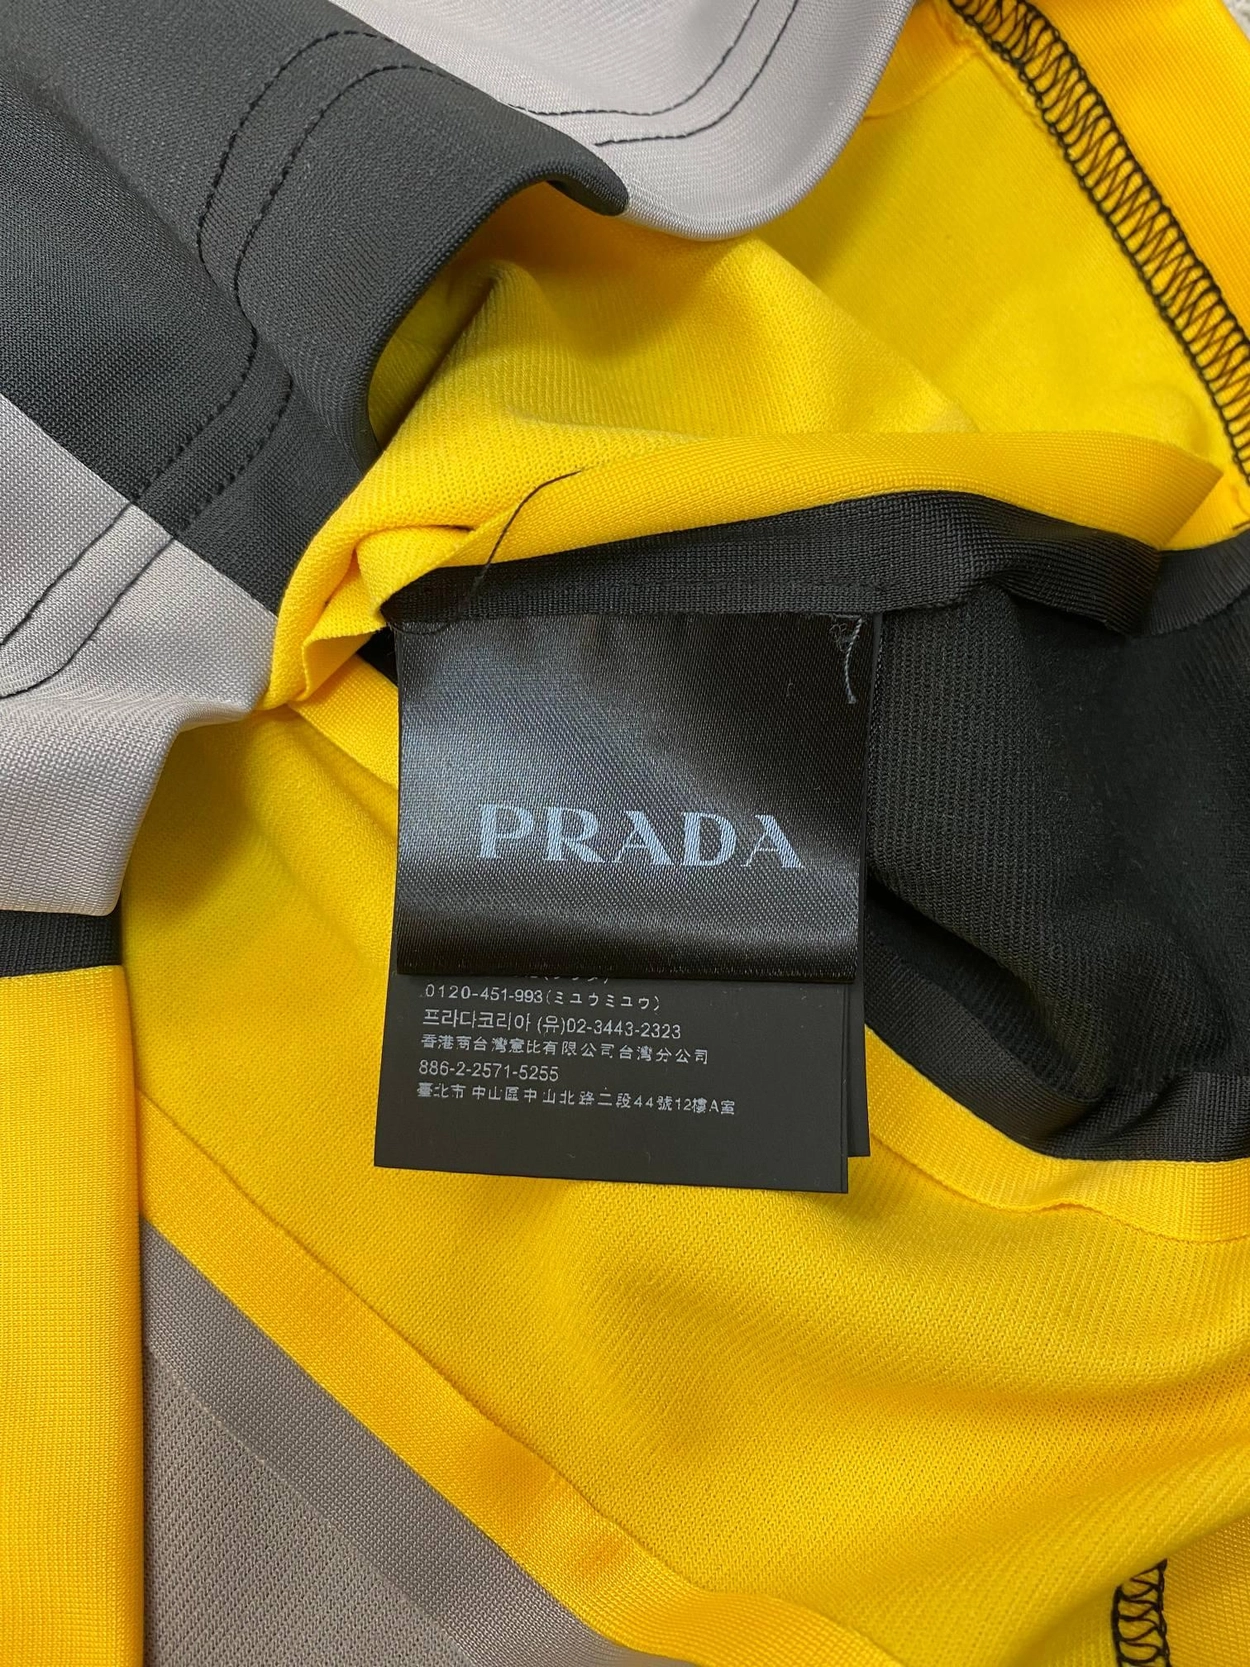 PRADA
0120-451-993(ミュウミュウ)
프라다코리아 (유)02-3443-2323
香港商台灣意比有限公司台灣分公司
886-2-2571-5255
臺北市 中山區中山北路二段44號12樓A室